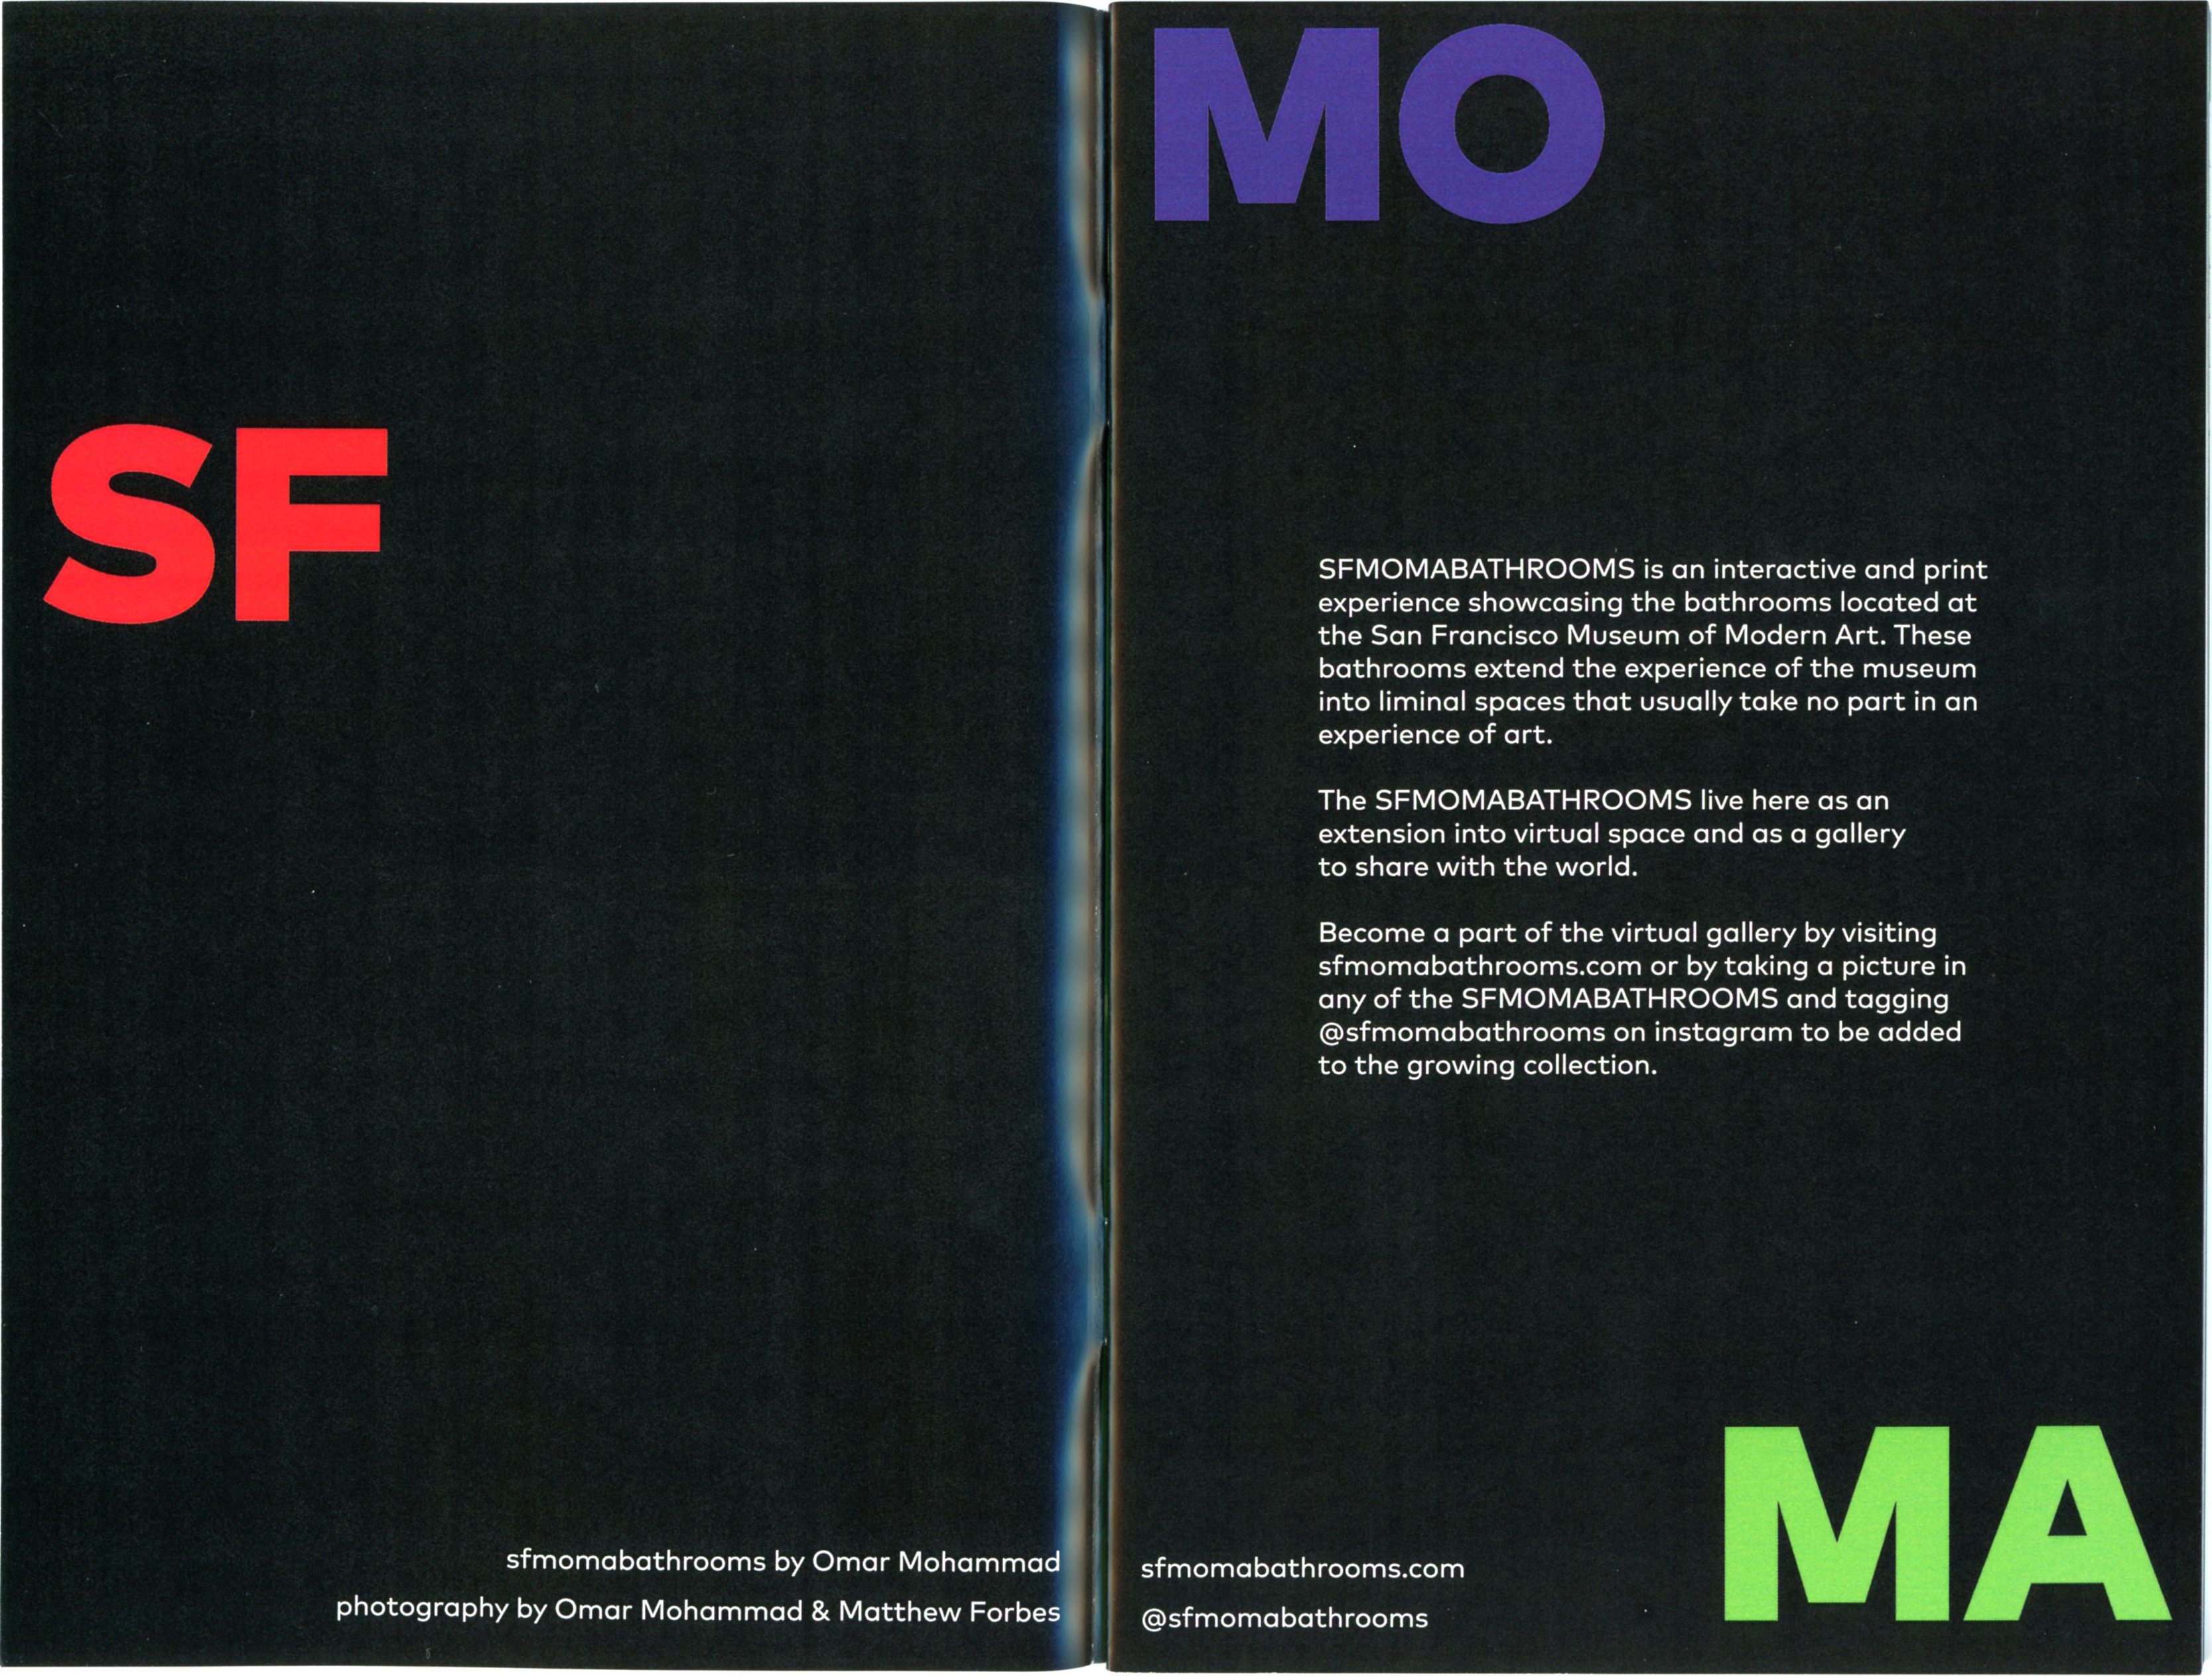 SF
sfmomabathrooms by Omar Mohammad
photography by Omar Mohammad & Matthew Forbes
MO
SFMOMABATHROOMS is an interactive and print
experience showcasing the bathrooms located at
the San Francisco Museum of Modern Art. These
bathrooms extend the experience of the museum
into liminal spaces that usually take no part in an
experience of art.
The SFMOMABATHROOMS live here as an
extension into virtual space and as a gallery
to share with the world.
Become a part of the virtual gallery by visiting
sfmomabathrooms.com or by taking a picture in
any of the SFMOMABATHROOMS and tagging
@sfmomabathrooms on instagram to be added
to the growing collection.
MA
sfmomabathrooms.com
@sfmomabathrooms